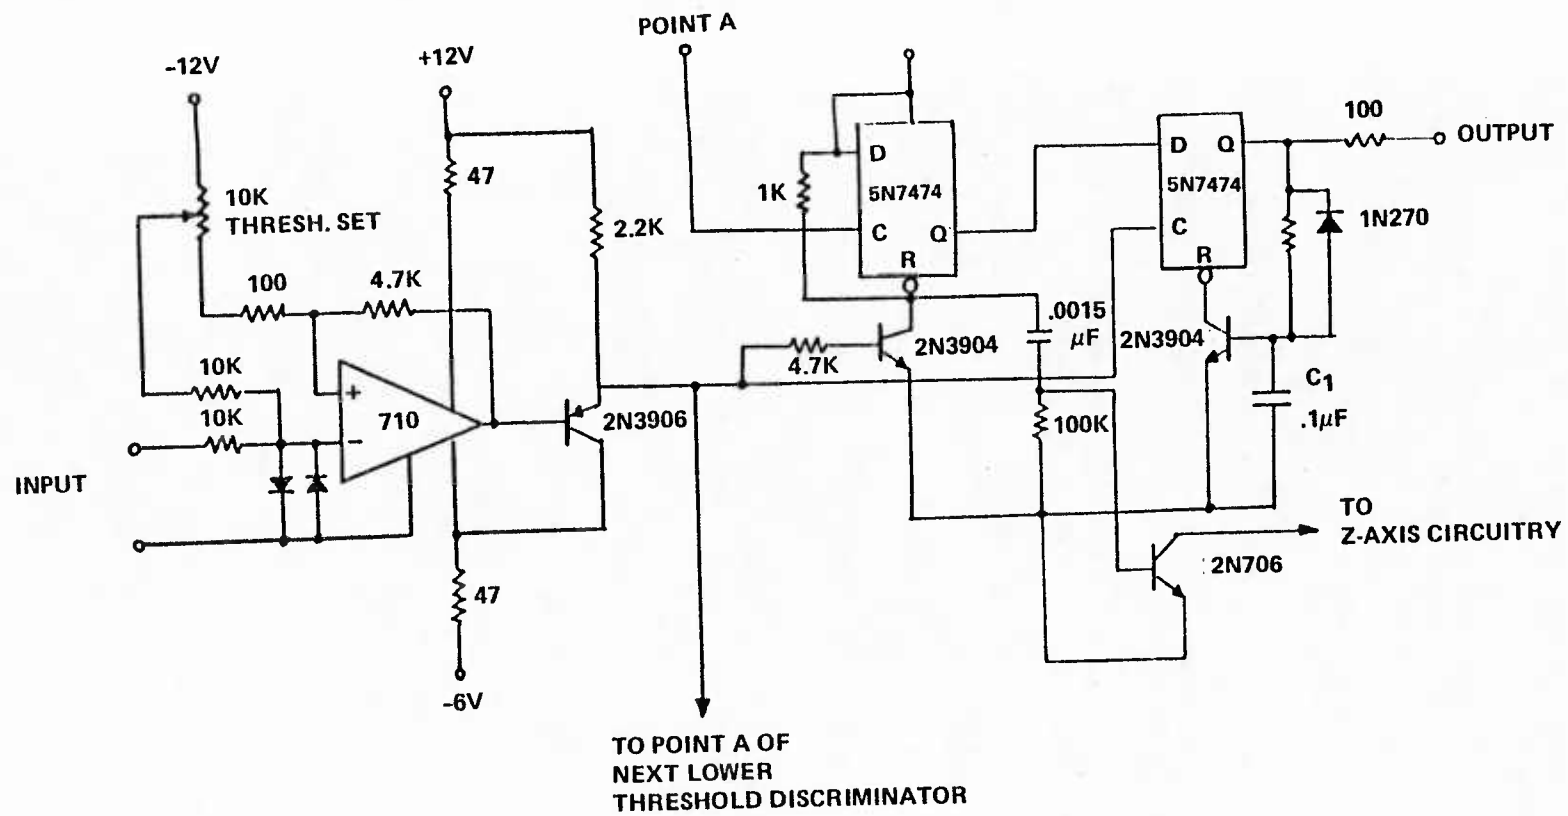 POINT A
-12V
+12V
10K
THRESH. SET
47
2.2K
100
4.7K
10K
10K
+
-
710
2N3906
INPUT
47
-6V
TO POINT A OF
NEXT LOWER
THRESHOLD DISCRIMINATOR
1K
D
5N7474
C
Q
R
4.7K
2N3904
.0015
µF
100K
D
Q
5N7474
C
R
2N3904
100
OUTPUT
1N270
C1
.1µF
TO
Z-AXIS CIRCUITRY
2N706